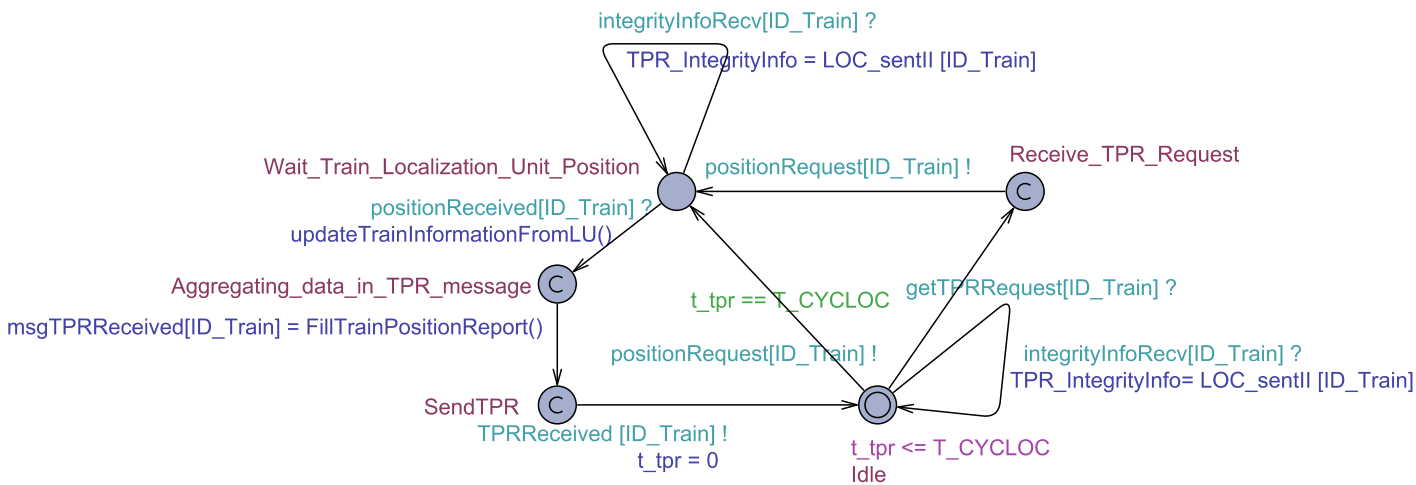 integrityInfoRecv[ID_Train] ?
TPR_IntegrityInfo = LOC_sentII [ID_Train]
Receive_TPR_Request
Wait_Train_Localization_Unit_Position
positionRequest[ID_Train] !
C
positionReceived[ID_Train] ?
updateTrainInformationFromLU()
Aggregating_data_in_TPR_message
C
getTPRRequest[ID_Train] ?
t_tpr == T_CYCLOC
msgTPRReceived[ID_Train] = FillTrainPositionReport()
positionRequest[ID_Train] !
integrityInfoRecv[ID_Train] ?
TPR_IntegrityInfo= LOC_sentII [ID_Train]
SendTPR
C
TPRReceived [ID_Train] !
t_tpr = 0
t_tpr <= T_CYCLOC
Idle